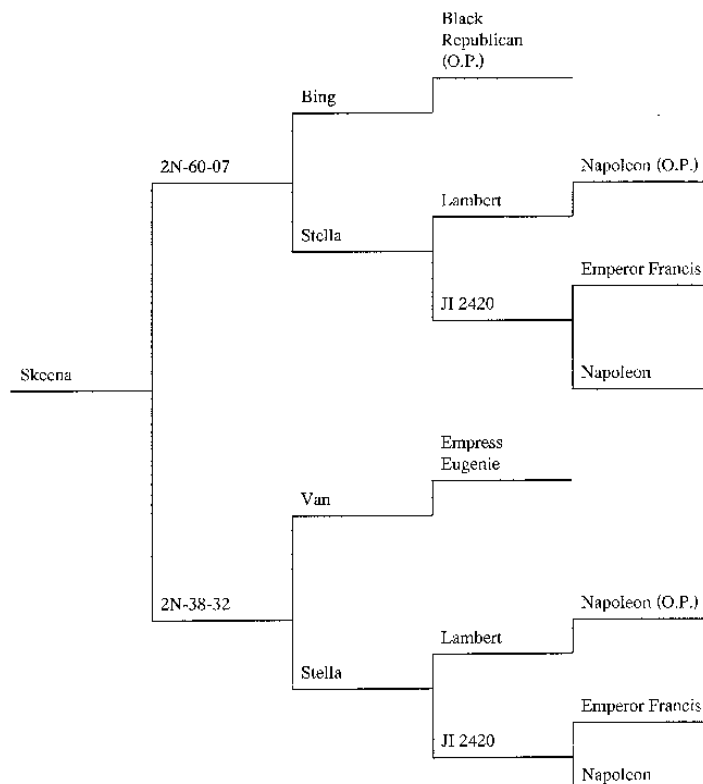 Black
Republican
(O.P.)
Bing
2N-60-07
Napoleon (O.P.)
Lambert
Stella
Emperor Francis
JI 2420
Skeena
Napoleon
Empress
Eugenie
Van
2N-38-32
Napoleon (O.P.)
Lambert
Stella
Emperor Francis
JI 2420
Napoleon